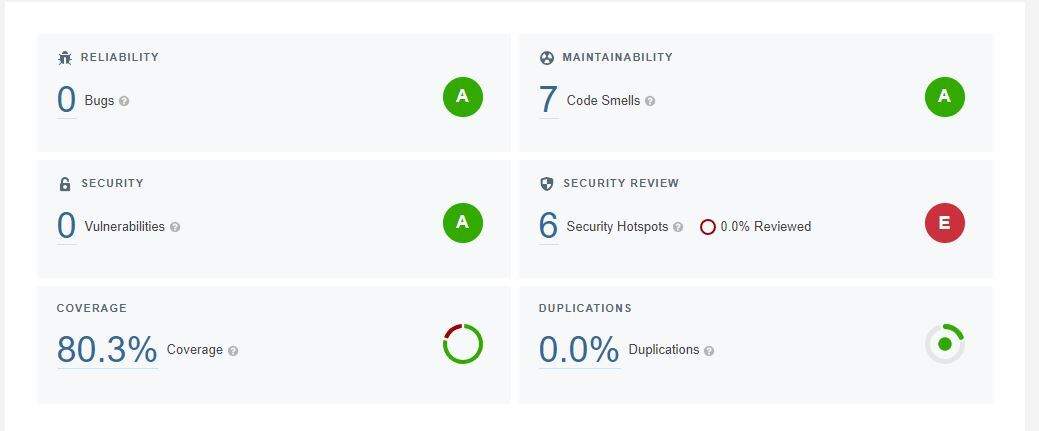 RELIABILITY
0 Bugs ?
A
MAINTAINABILITY
7 Code Smells ?
A
SECURITY
0 Vulnerabilities ?
A
SECURITY REVIEW
6 Security Hotspots ? 0.0% Reviewed
E
COVERAGE
80.3% Coverage ?
DUPLICATIONS
0.0% Duplications ?